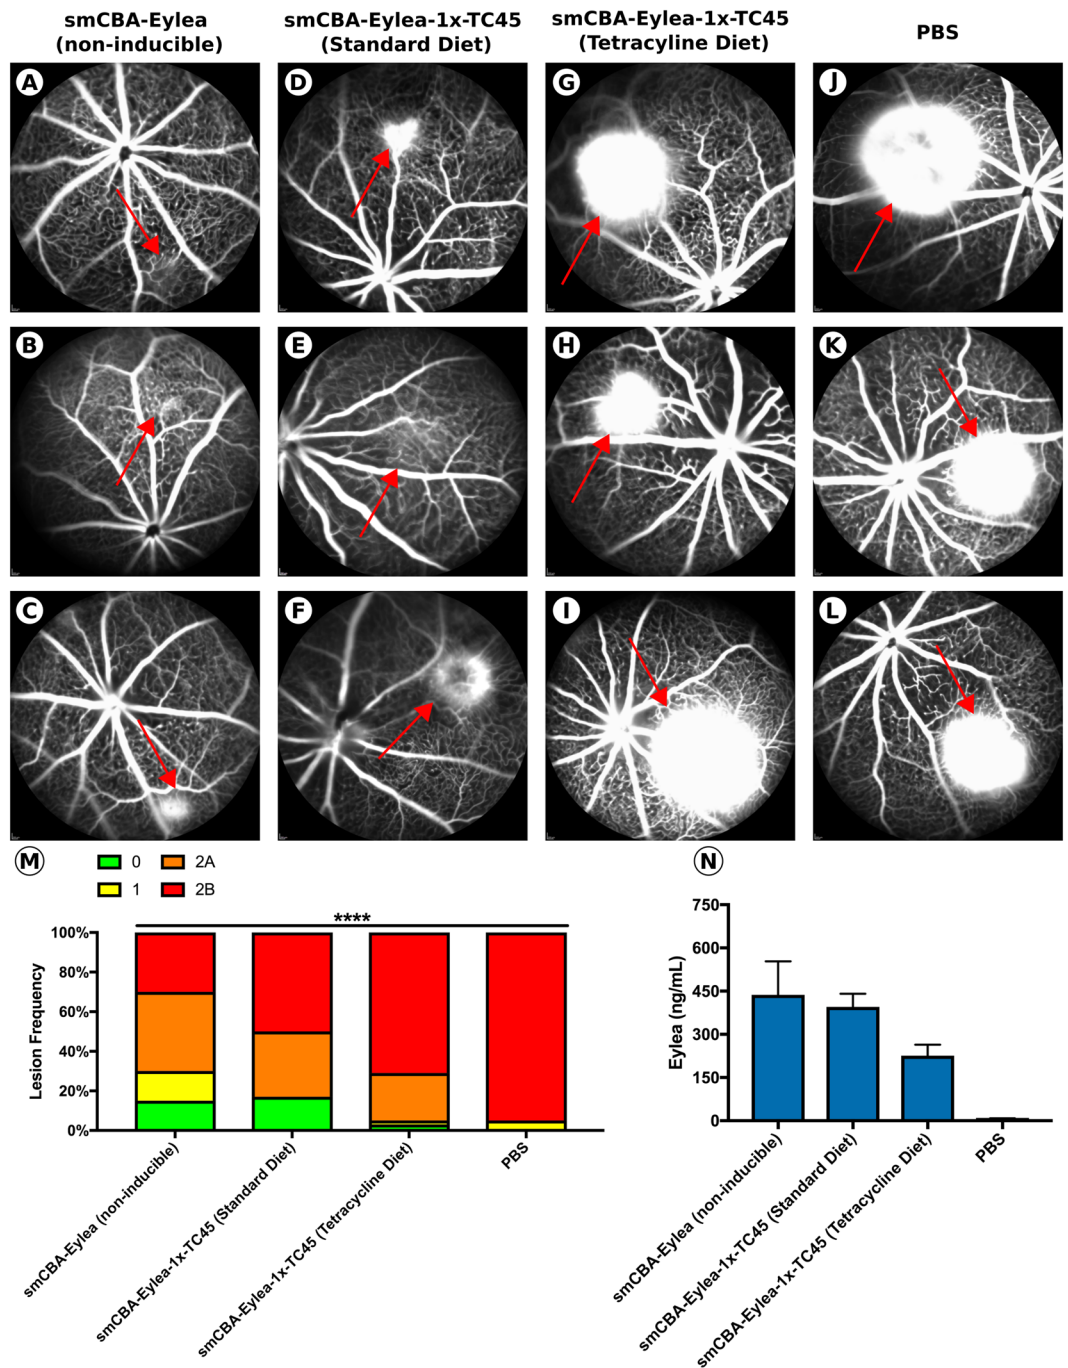 smCBA-Eylea
(non-inducible)
smCBA-Eylea-1x-TC45
(Standard Diet)
smCBA-Eylea-1x-TC45
(Tetracyline Diet)
PBS
A
D
G
J
B
E
H
K
C
F
I
L
M
0
2A
1
2B
****
100%
80%
60%
40%
20%
0%
Lesion Frequency
smCBA-Eylea (non-inducible)
smCBA-Eylea-1x-TC45 (Standard Diet)
smCBA-Eylea-1x-TC45 (Tetracycline Diet)
PBS
N
750
600
450
300
150
0
Eylea (ng/mL)
smCBA-Eylea (non-inducible)
smCBA-Eylea-1x-TC45 (Standard Diet)
smCBA-Eylea-1x-TC45 (Tetracycline Diet)
PBS